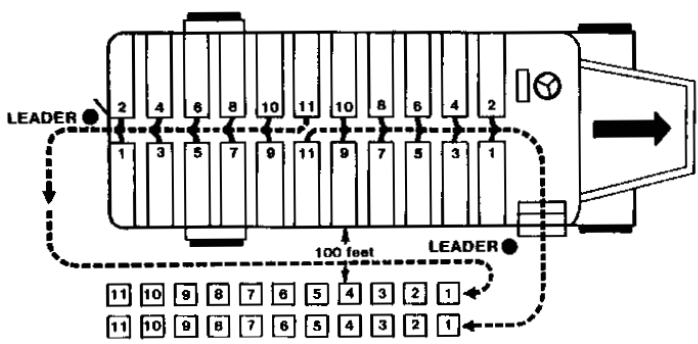 2 4 6 8 10 11 10 8 6 4 2
LEADER
1 3 5 7 9 11 9 7 5 3 1
LEADER
100 feet
11 10 9 8 7 6 5 4 3 2 1
11 10 9 8 7 6 5 4 3 2 1